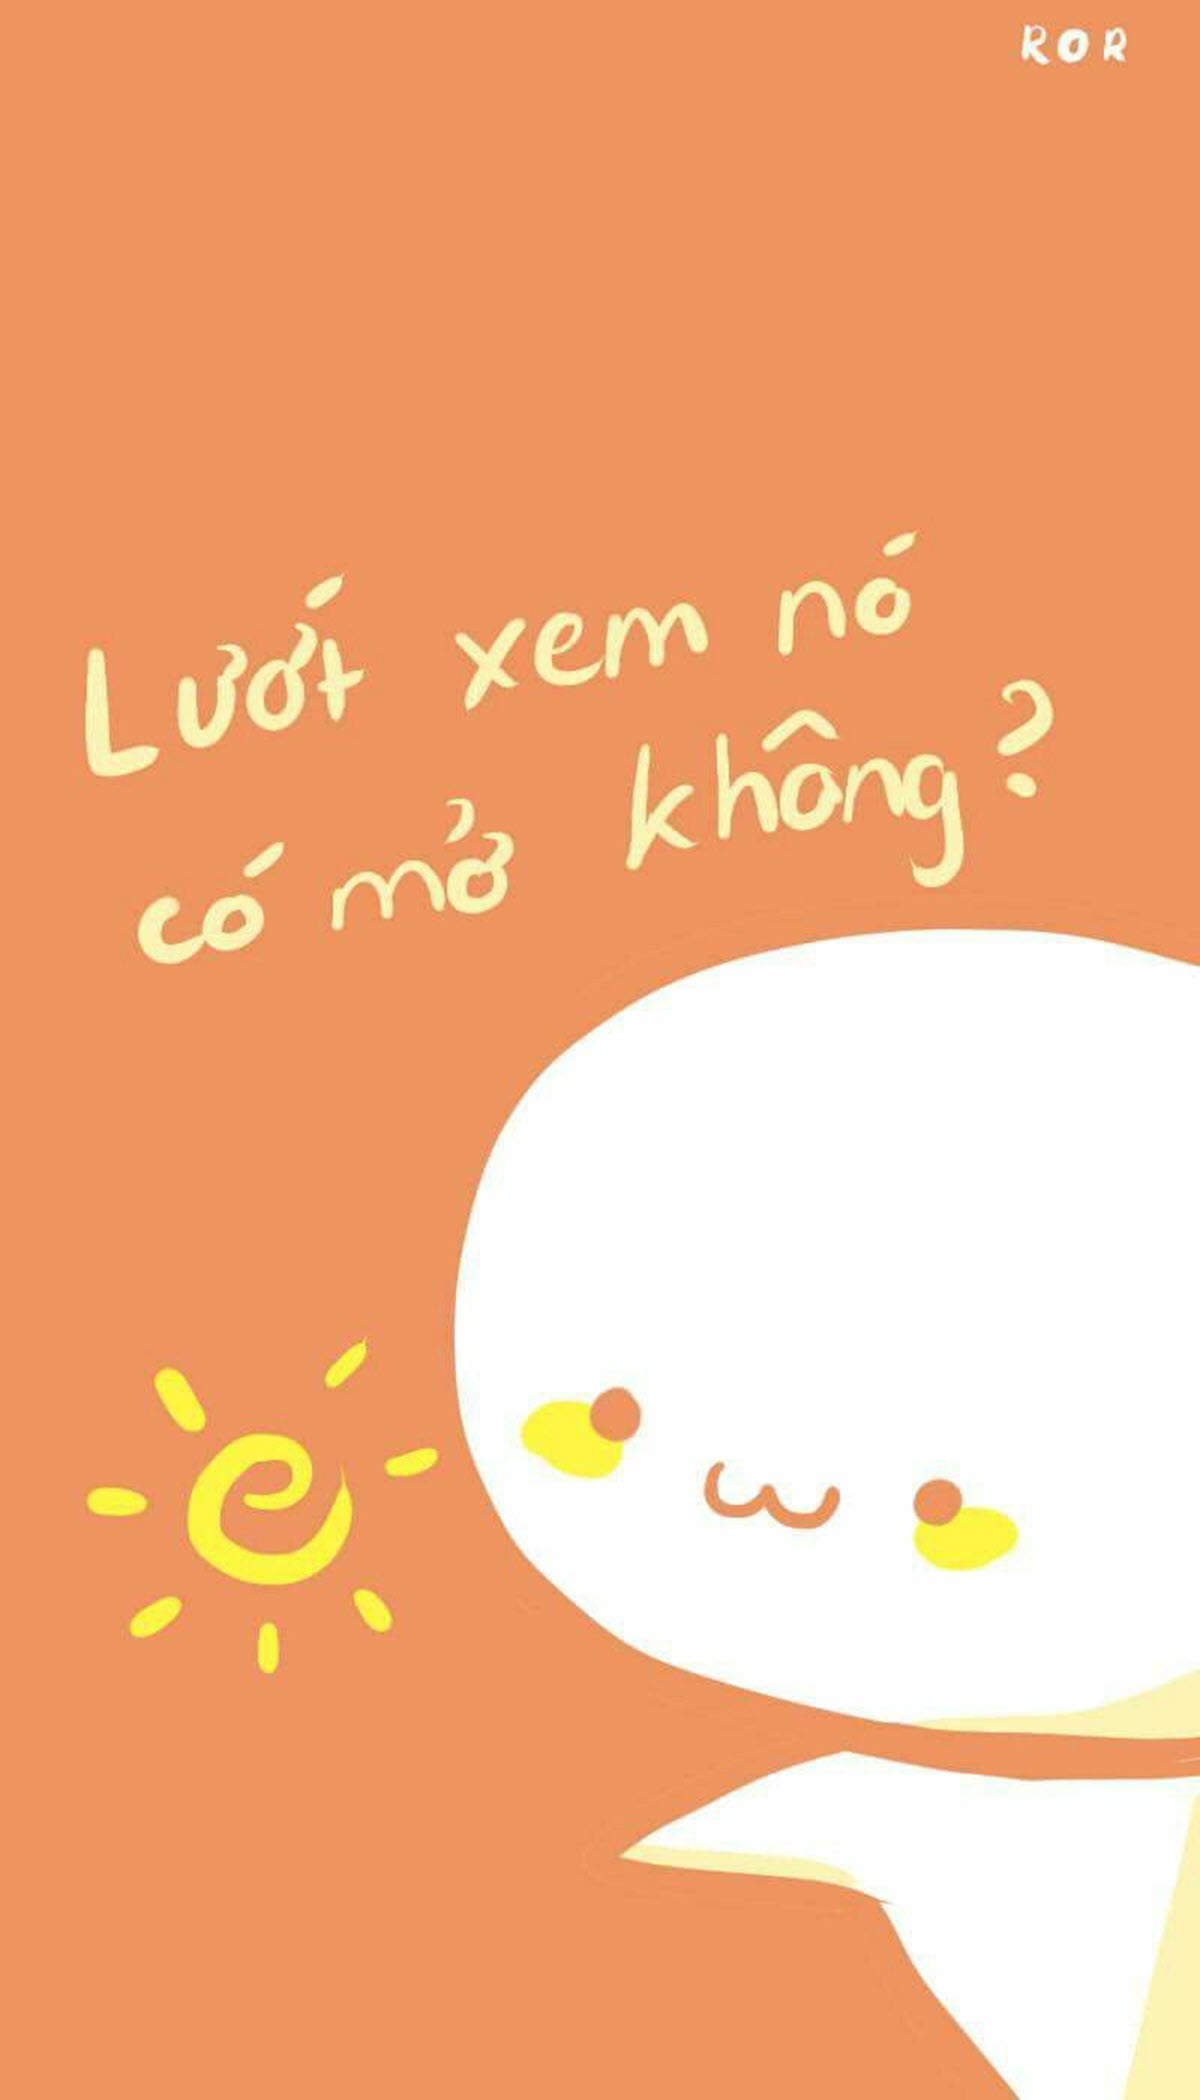 ROR
Lướt xem nó
có mở không?